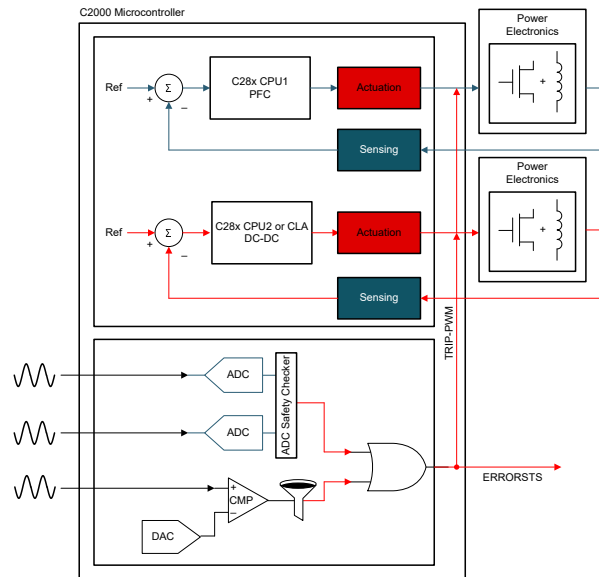 C2000 Microcontroller
Power
Electronics
+
Ref
+
Σ
−
C28x CPU1
PFC
Actuation
Sensing
Power
Electronics
+
Ref
+
Σ
−
C28x CPU2 or CLA
DC-DC
Actuation
Sensing
TRIP-PWM
ADC
ADC
ADC Safety Checker
+
CMP
−
DAC
ERRORSTS